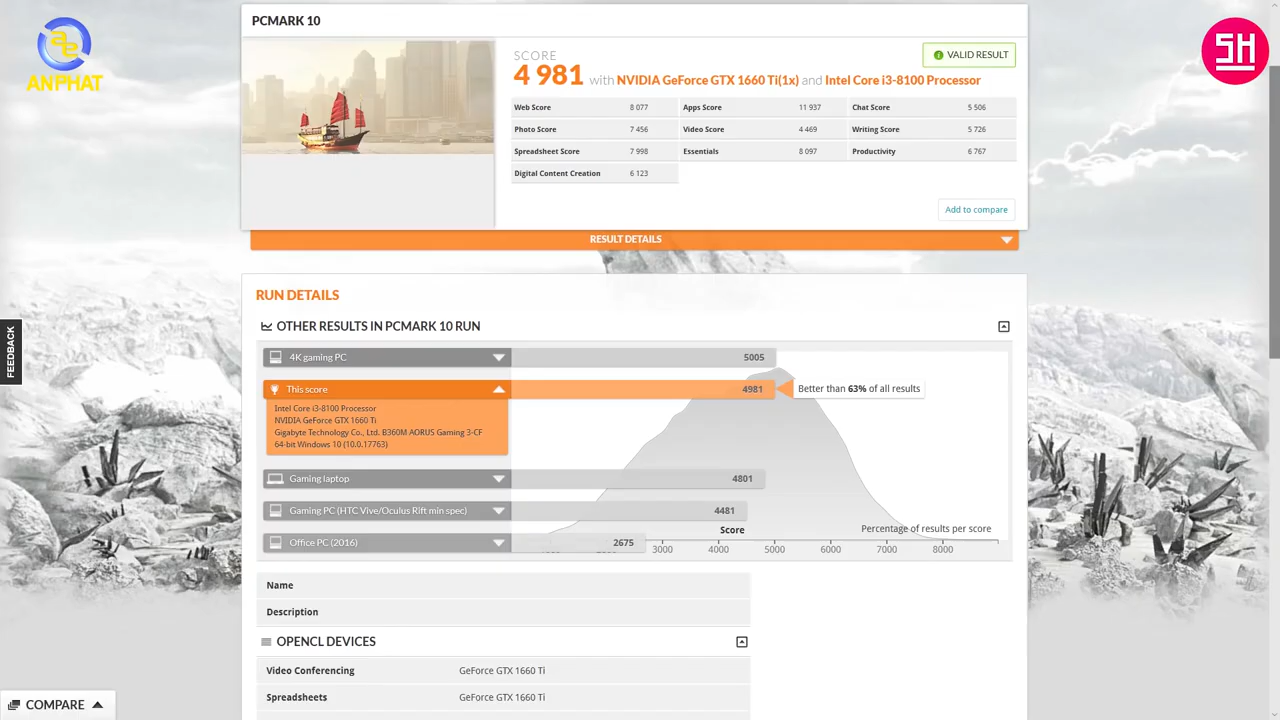 PCMARK 10
ae
ANPHAT
SH
SCORE
4 981 with NVIDIA GeForce GTX 1660 Ti(1x) and Intel Core i3-8100 Processor
VALID RESULT
Web Score 8 077 Apps Score 11 937 Chat Score 5 506
Photo Score 7 456 Video Score 4 469 Writing Score 5 726
Spreadsheet Score 7 998 Essentials 8 097 Productivity 6 767
Digital Content Creation 6 123
Add to compare
RESULT DETAILS
RUN DETAILS
OTHER RESULTS IN PCMARK 10 RUN
FEEDBACK
4K gaming PC 5005
This score 4981 Better than 63% of all results
Intel Core i3-8100 Processor
NVIDIA GeForce GTX 1660 Ti
Gigabyte Technology Co., Ltd. B360M AORUS Gaming 3-CF
64-bit Windows 10 (10.0.17763)
Gaming laptop 4801
Gaming PC (HTC Vive/Oculus Rift min spec) 4481
Score Percentage of results per score
Office PC (2016) 2675
3000 4000 5000 6000 7000 8000
Name
Description
OPENCL DEVICES
Video Conferencing GeForce GTX 1660 Ti
Spreadsheets GeForce GTX 1660 Ti
COMPARE